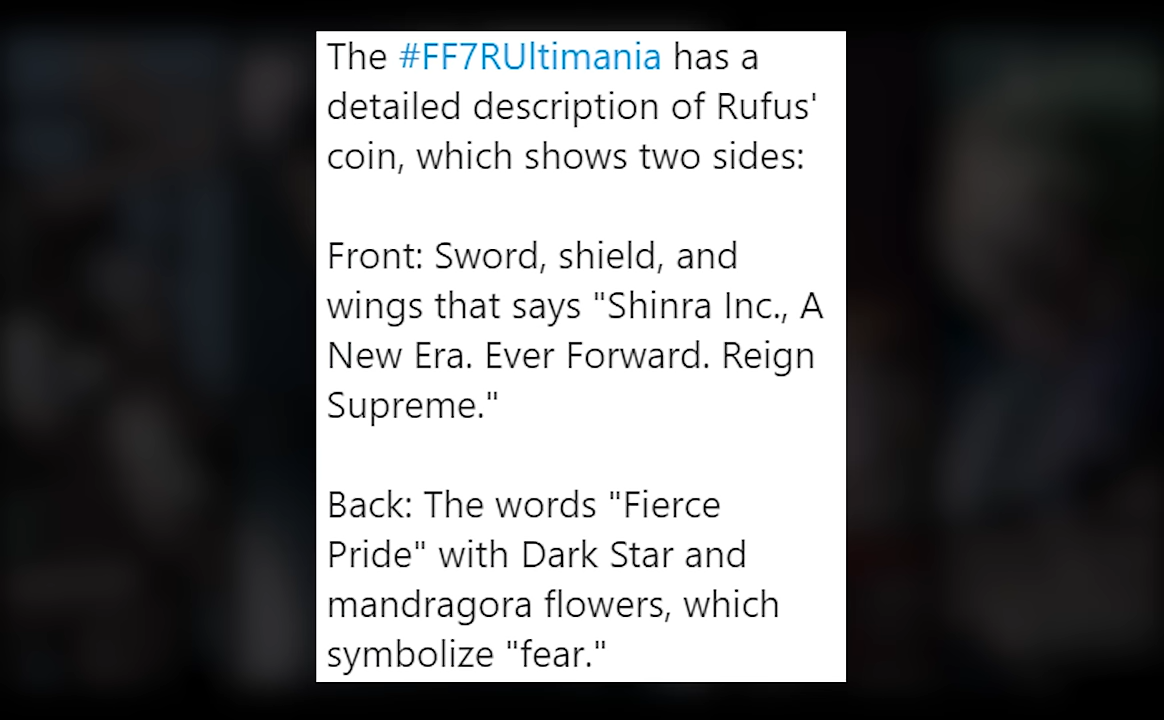 The #FF7RUltimania has a
detailed description of Rufus'
coin, which shows two sides:
Front: Sword, shield, and
wings that says "Shinra Inc., A
New Era. Ever Forward. Reign
Supreme."
Back: The words "Fierce
Pride" with Dark Star and
mandragora flowers, which
symbolize "fear."